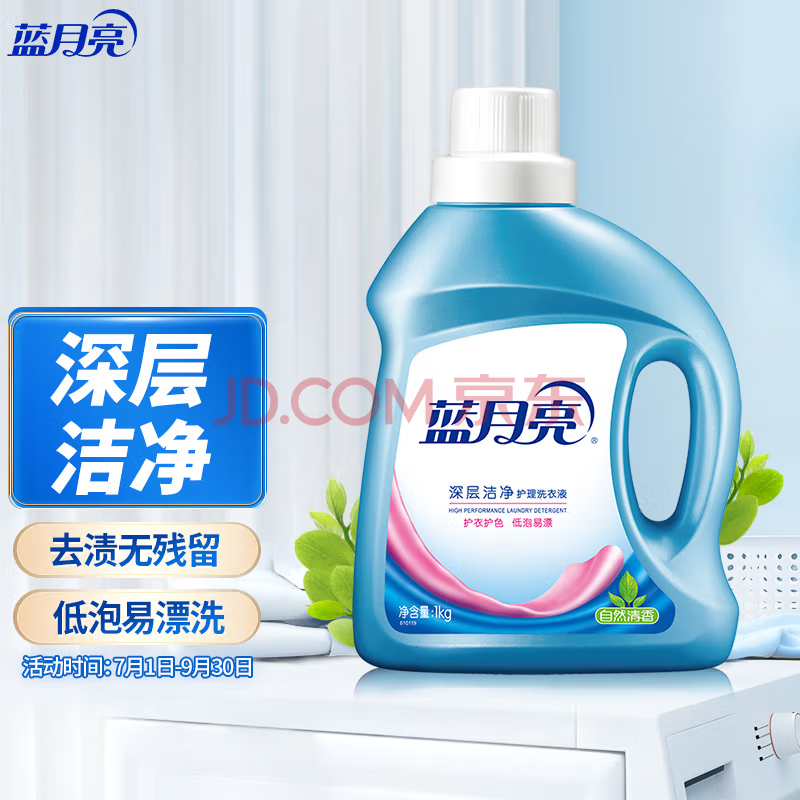 蓝月亮
深层
洁净
去渍无残留
低泡易漂洗
活动时间:7月1日-9月30日
JD.COM 京东
蓝月亮®
深层洁净护理洗衣液
HIGH PERFORMANCE LAUNDRY DETERGENT
护衣护色 低泡易漂
净含量:1kg
610119
自然清香